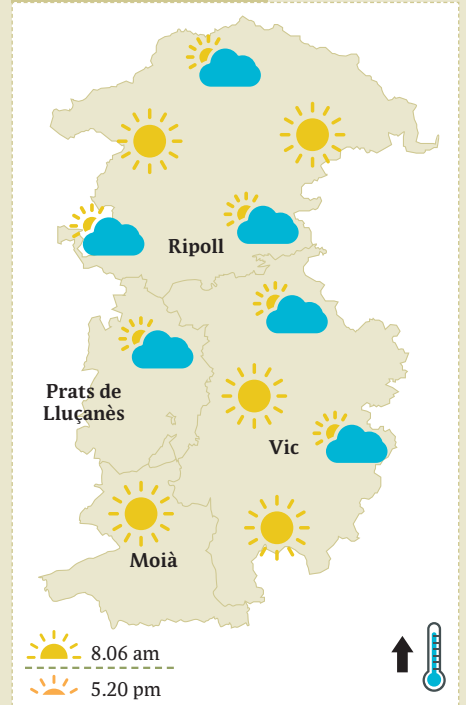 Ripoll
Prats de
Lluçanès
Vic
Moià
8.06 am
5.20 pm